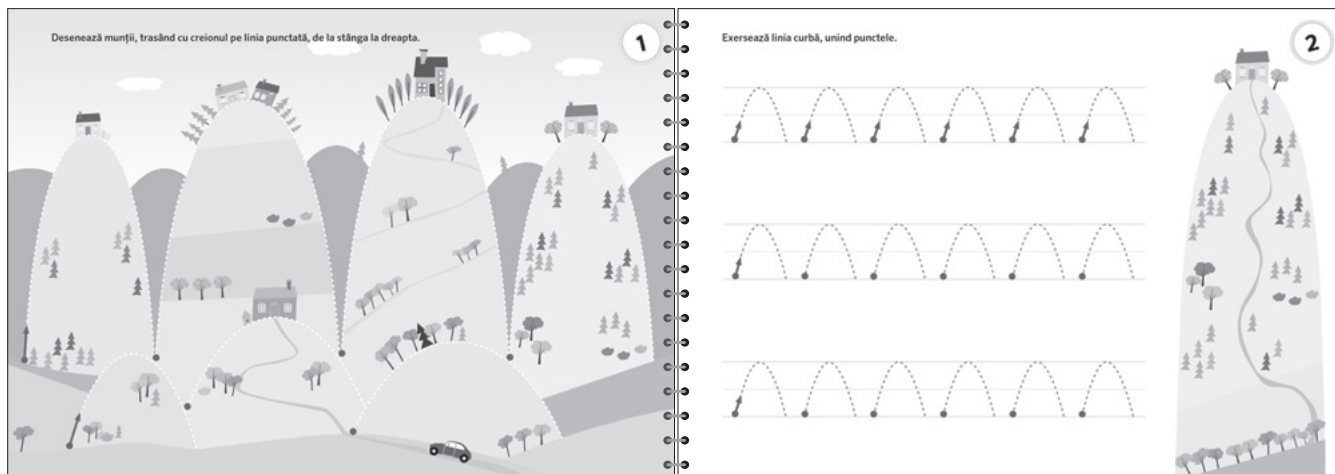 Desenează munții, trasând cu creionul pe linia punctată, de la stânga la dreapta.
1
Exersează linia curbă, unind punctele.
2